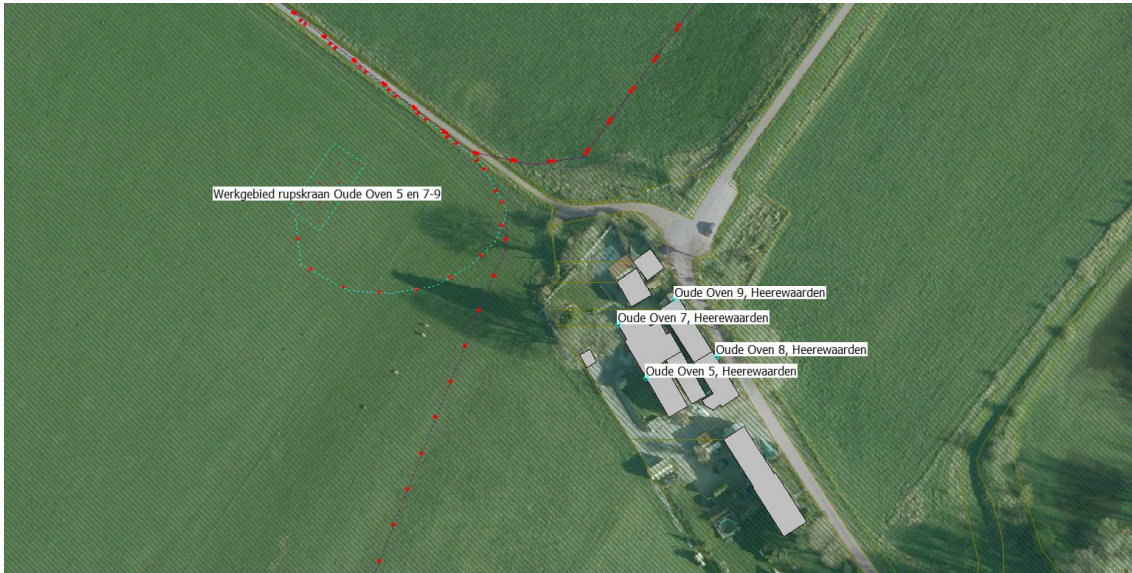 Werkgebied rupskraan Oude Oven 5 en 7-9
Oude Oven 9, Heerewaarden
Oude Oven 7, Heerewaarden
Oude Oven 8, Heerewaarden
Oude Oven 5, Heerewaarden